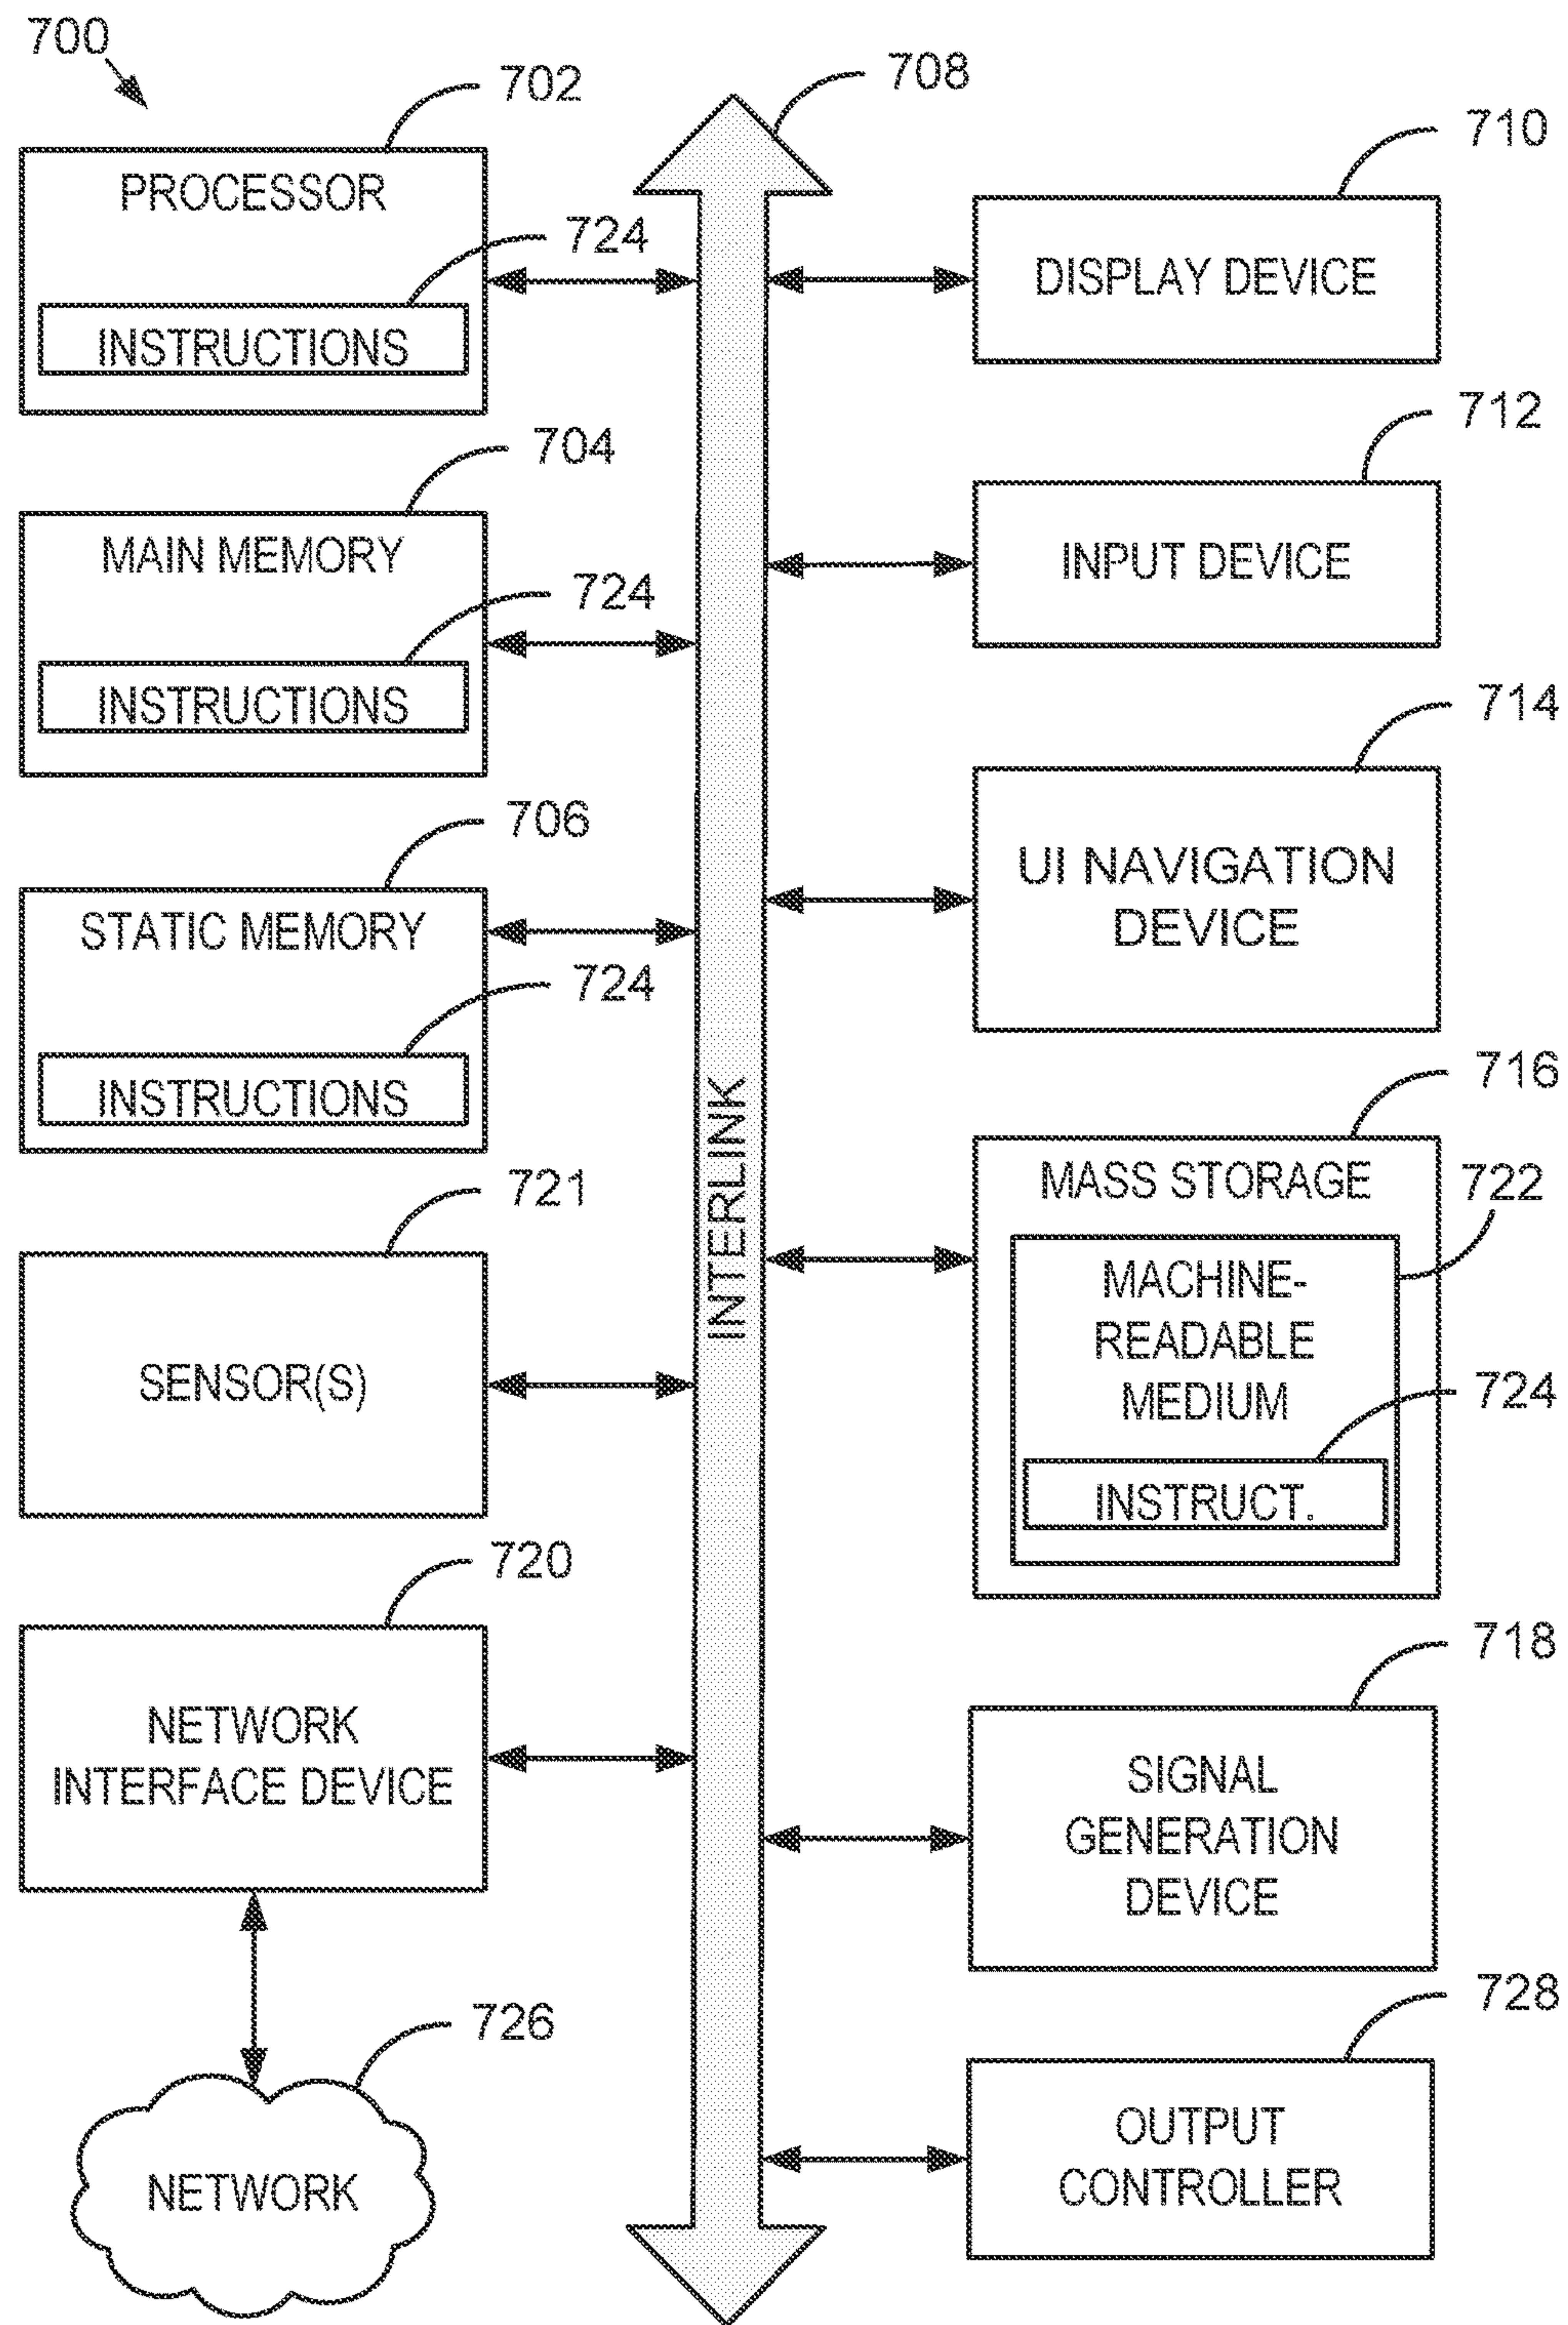 700
702
PROCESSOR
724
INSTRUCTIONS
704
MAIN MEMORY
724
INSTRUCTIONS
706
STATIC MEMORY
724
INSTRUCTIONS
721
SENSOR(S)
720
NETWORK
INTERFACE DEVICE
726
NETWORK
708
INTERLINK
710
DISPLAY DEVICE
712
INPUT DEVICE
714
UI NAVIGATION
DEVICE
716
MASS STORAGE
722
MACHINE-
READABLE
MEDIUM
724
INSTRUCT.
718
SIGNAL
GENERATION
DEVICE
728
OUTPUT
CONTROLLER